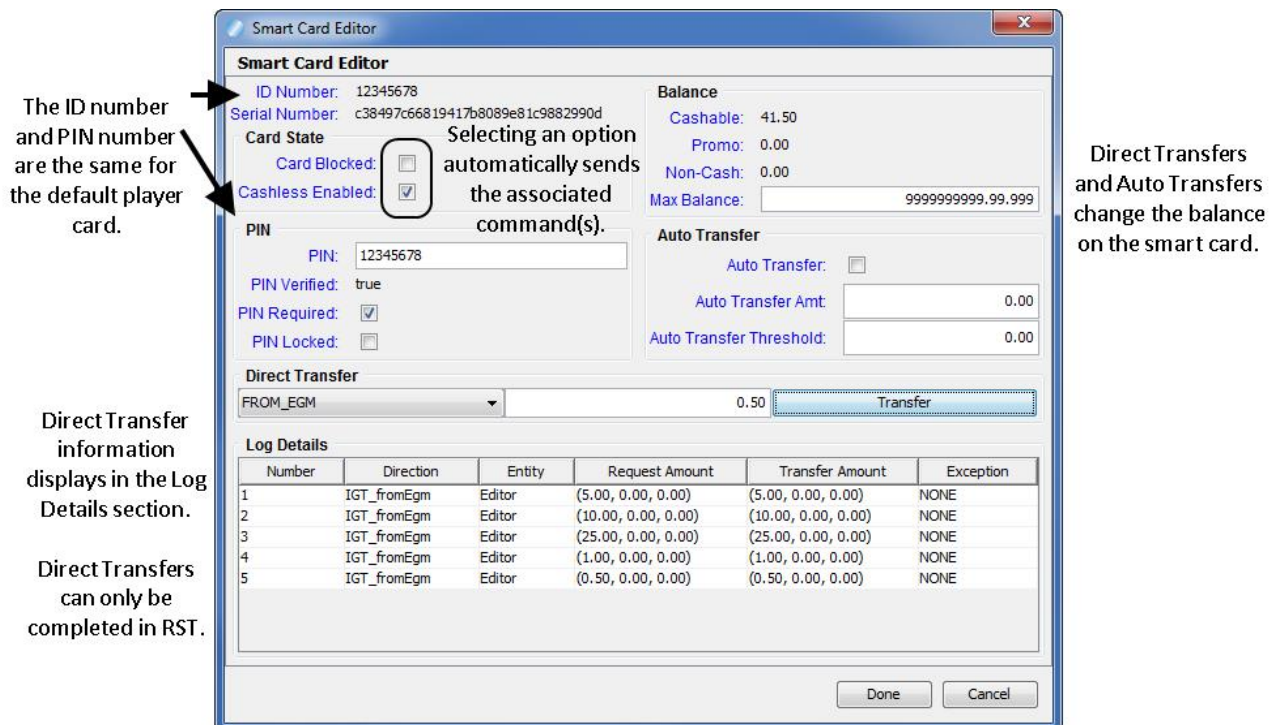 Smart Card Editor
x
Smart Card Editor
ID Number: 12345678
Serial Number: c38497c66819417b8089e81c9882990d
Card State
Card Blocked:
Cashless Enabled:
PIN
PIN: 12345678
PIN Verified: true
PIN Required:
PIN Locked:
Balance
Cashable: 41.50
Promo: 0.00
Non-Cash: 0.00
Max Balance: 9999999999.99.999
Auto Transfer
Auto Transfer:
Auto Transfer Amt: 0.00
Auto Transfer Threshold: 0.00
Direct Transfer
FROM_EGM 0.50 Transfer
Log Details
Number Direction Entity Request Amount Transfer Amount Exception
1 IGT_fromEgm Editor (5.00, 0.00, 0.00) (5.00, 0.00, 0.00) NONE
2 IGT_fromEgm Editor (10.00, 0.00, 0.00) (10.00, 0.00, 0.00) NONE
3 IGT_fromEgm Editor (25.00, 0.00, 0.00) (25.00, 0.00, 0.00) NONE
4 IGT_fromEgm Editor (1.00, 0.00, 0.00) (1.00, 0.00, 0.00) NONE
5 IGT_fromEgm Editor (0.50, 0.00, 0.00) (0.50, 0.00, 0.00) NONE
Done Cancel
The ID number
and PIN number
are the same for
the default player
card.
Selecting an option
automatically sends
the associated
command(s).
Direct Transfers
and Auto Transfers
change the balance
on the smart card.
Direct Transfer
information
displays in the Log
Details section.
Direct Transfers
can only be
completed in RST.